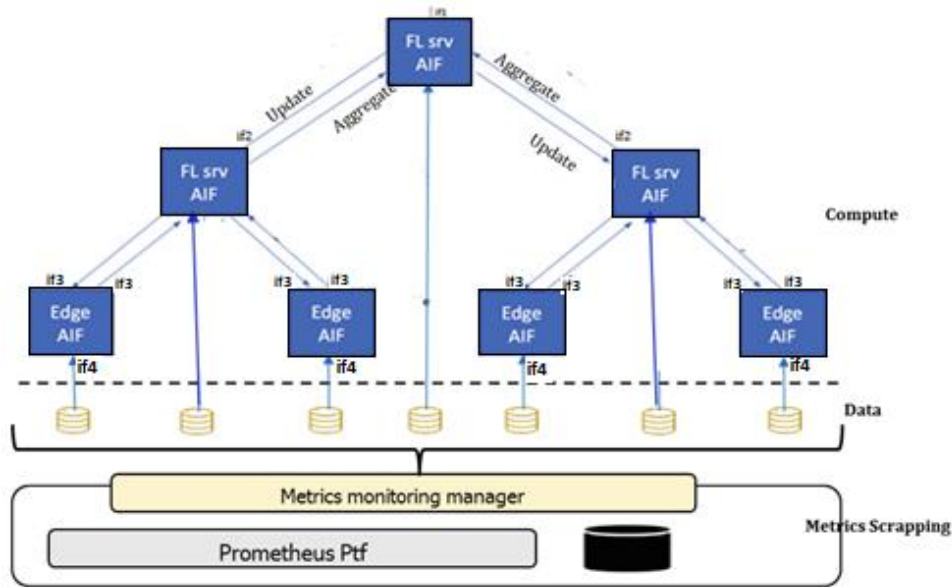 if1
FL srv
AIF
Update
Aggregate
Aggregate
Update
if2
if2
FL srv
AIF
FL srv
AIF
Compute
if3
if3
if3
if3
if3
if3
if3
if3
Edge
AIF
Edge
AIF
Edge
AIF
Edge
AIF
if4
if4
if4
if4
Data
Metrics monitoring manager
Metrics Scrapping
Prometheus Ptf